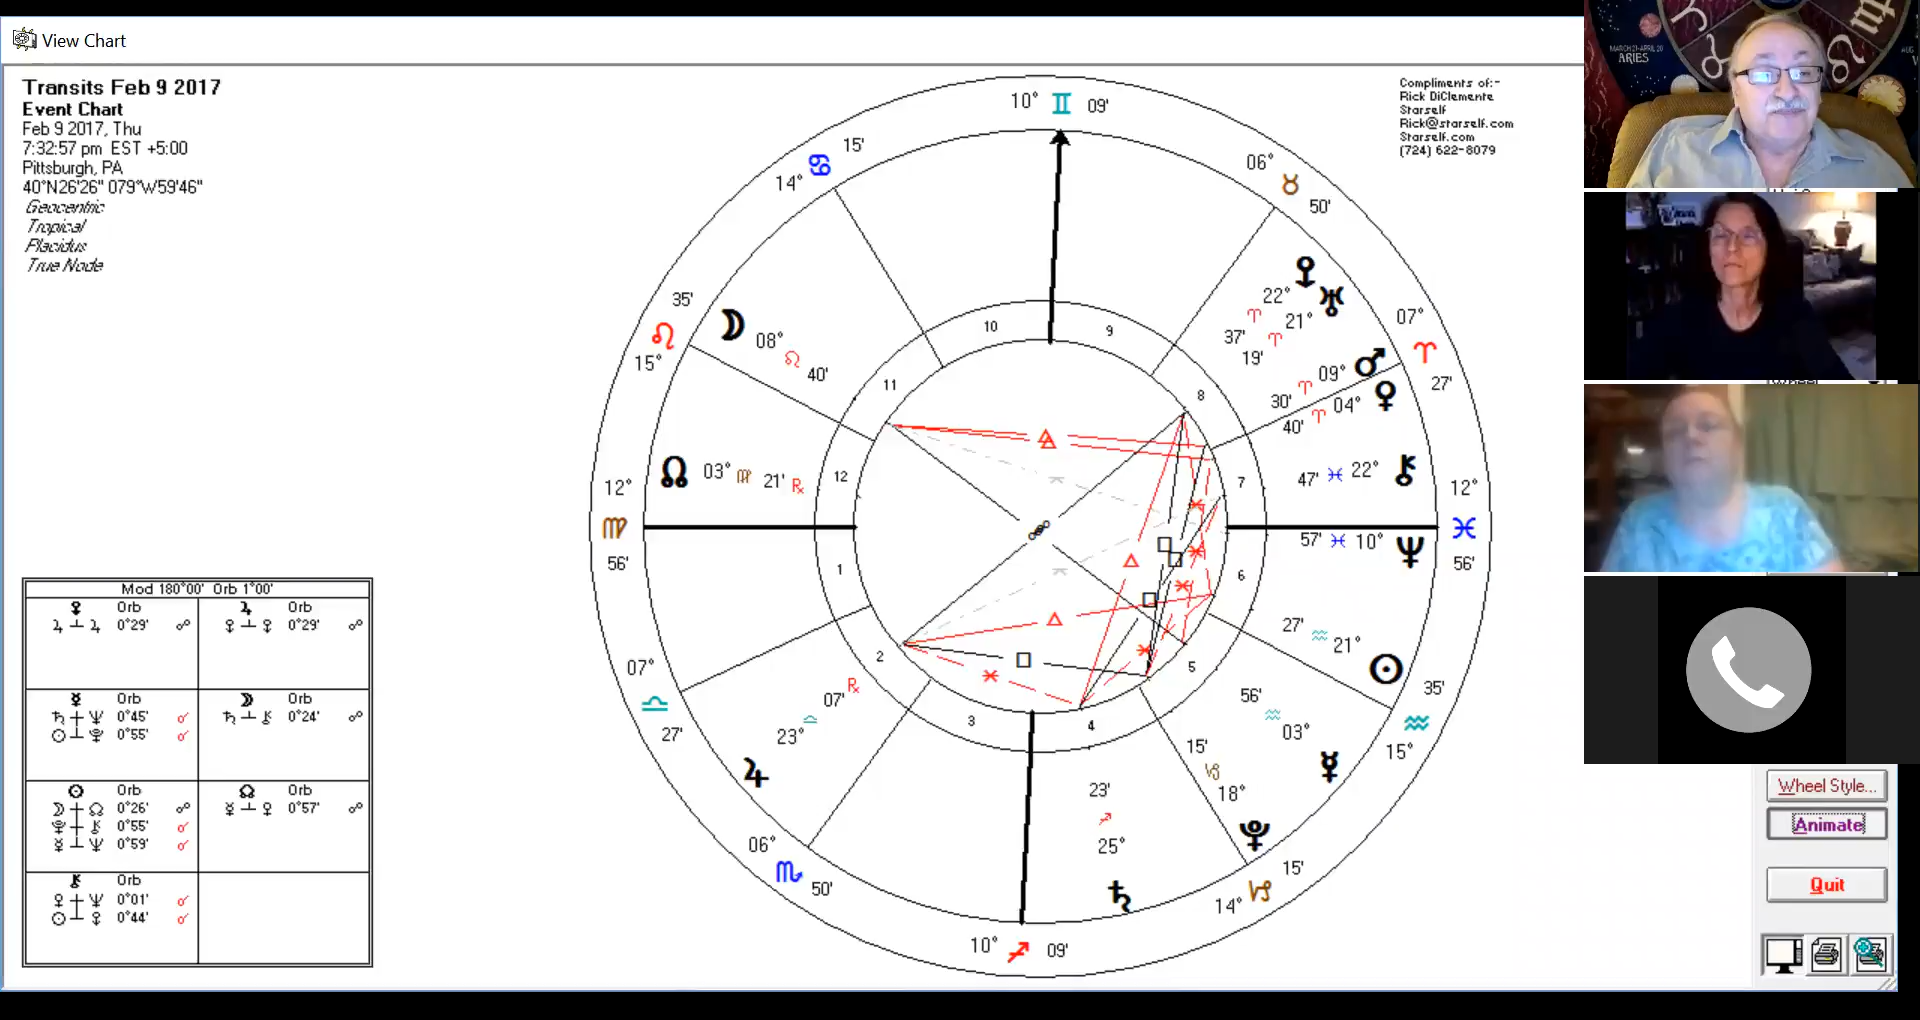 View Chart
Transits Feb 9 2017
Event Chart
Feb 9 2017, Thu
7:32:57 pm EST +5:00
Pittsburgh, PA
40°N26'26" 079°W59'46"
Geocentric
Tropical
Placidus
True Node
Compliments of:-
Rick DiClemente
Starself
Rick@starself.com
Starself.com
(724) 622-8079
MARCH 21-APRIL 20
ARIES
AUG
10° ♊ 09'
06° ♉ 50'
07° ♈ 27'
12° ♓ 56'
35' ♒ 15°
15' ♑ 14°
10° ♐ 09'
06° ♏ 50'
07° ♎ 27'
12° ♍ 56'
35' ♌ 15°
14° ♋ 15'
☽ 08° ♌ 40'
☊ 03° ♍ 21' ℞
♃ 23° ♎ 07' ℞
♄ 25° ♐ 23'
♇ 18° ♑ 15'
☿ 03° ♒ 56'
☉ 21° ♒ 27'
♆ 10° ♓ 57'
⚷ 22° ♓ 47'
♀ 04° ♈ 40'
♂ 09° ♈ 30'
♅ 21° ♈ 19'
22° ♈ 37'
1
2
3
4
5
6
7
8
9
10
11
12
Mod 180°00' Orb 1°00'
Orb
0°29' ☍
Orb
0°29' ☍
☿ Orb
♄ ┼ ♆ 0°45' ☌
☉ ┴ ♇ 0°55' ☌
☽ Orb
♄ ┴ ⚷ 0°24' ☍
☉ Orb
☽ ┼ ☊ 0°26' ☍
♇ ┼ ⚷ 0°55' ☌
☿ ┴ ♆ 0°59' ☌
☊ Orb
☿ ┴ ♀ 0°57' ☍
⚷ Orb
♀ ┼ ♆ 0°01' ☌
0°44' ☌
Wheel Style...
Animate
Quit